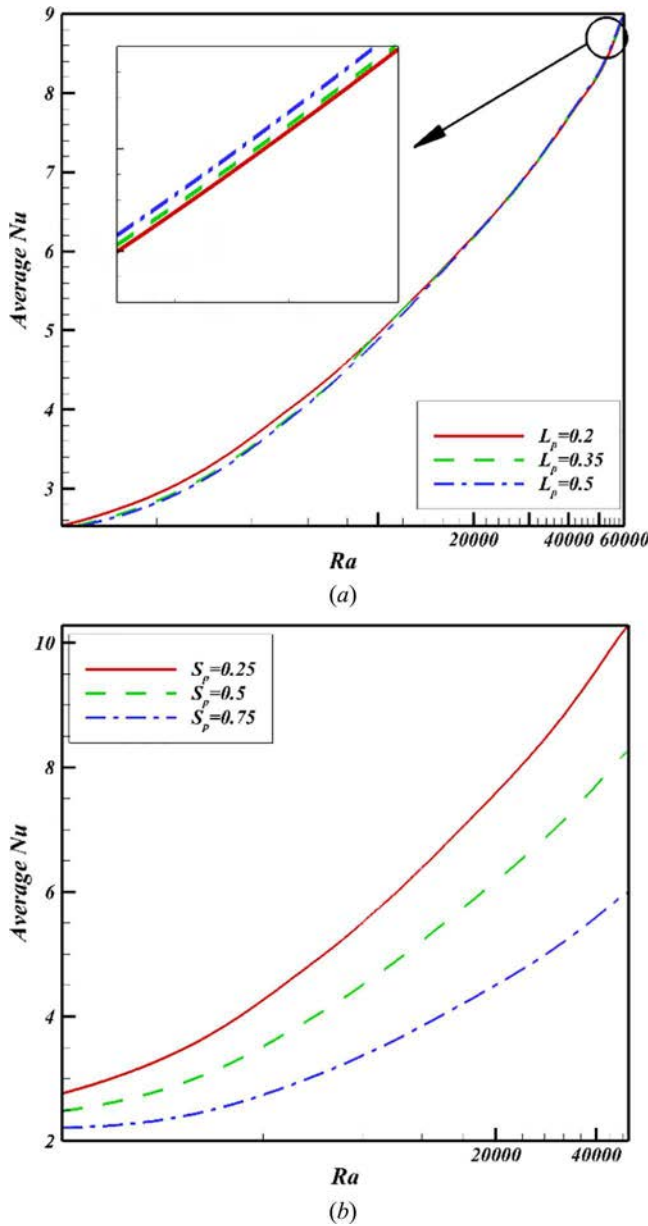 9
8
7
6
5
4
3
Average Nu
L_p=0.2
L_p=0.35
L_p=0.5
20000
40000
60000
Ra
(a)
10
8
6
4
2
Average Nu
S_p=0.25
S_p=0.5
S_p=0.75
20000
40000
Ra
(b)